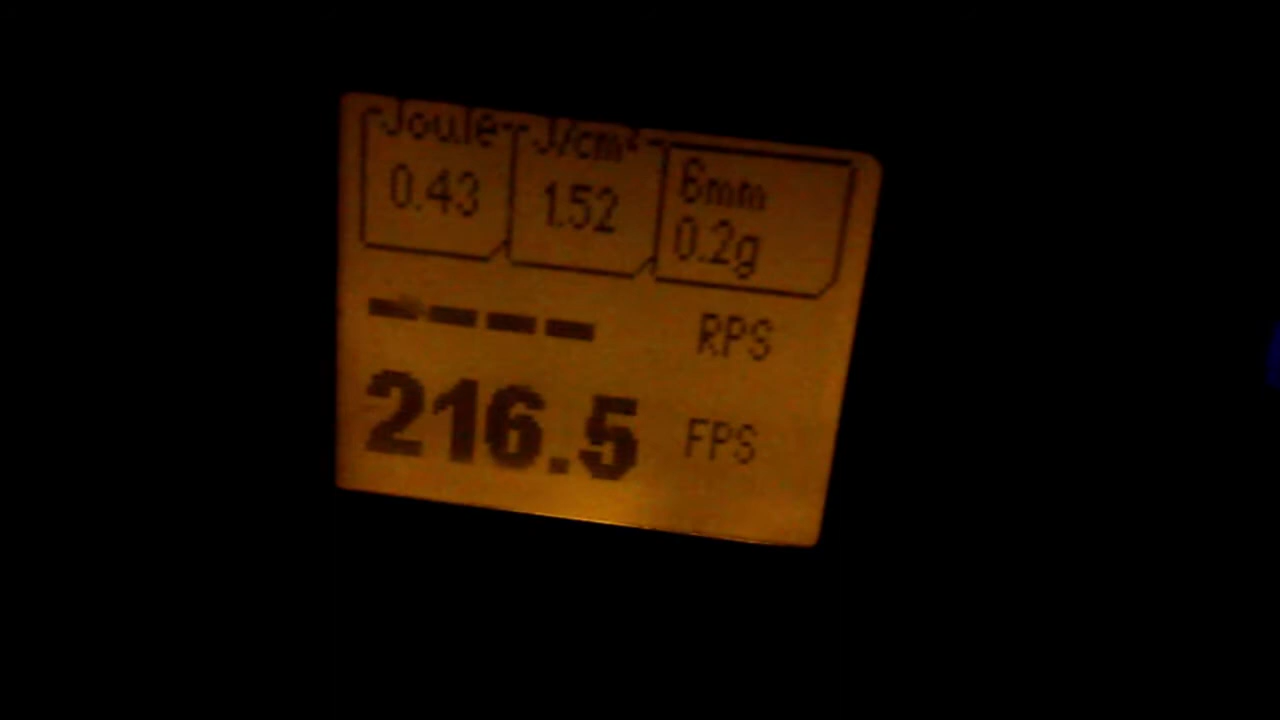 Joule J/cm²
0.43 1.52 6mm
0.2g
---- RPS
216.5 FPS